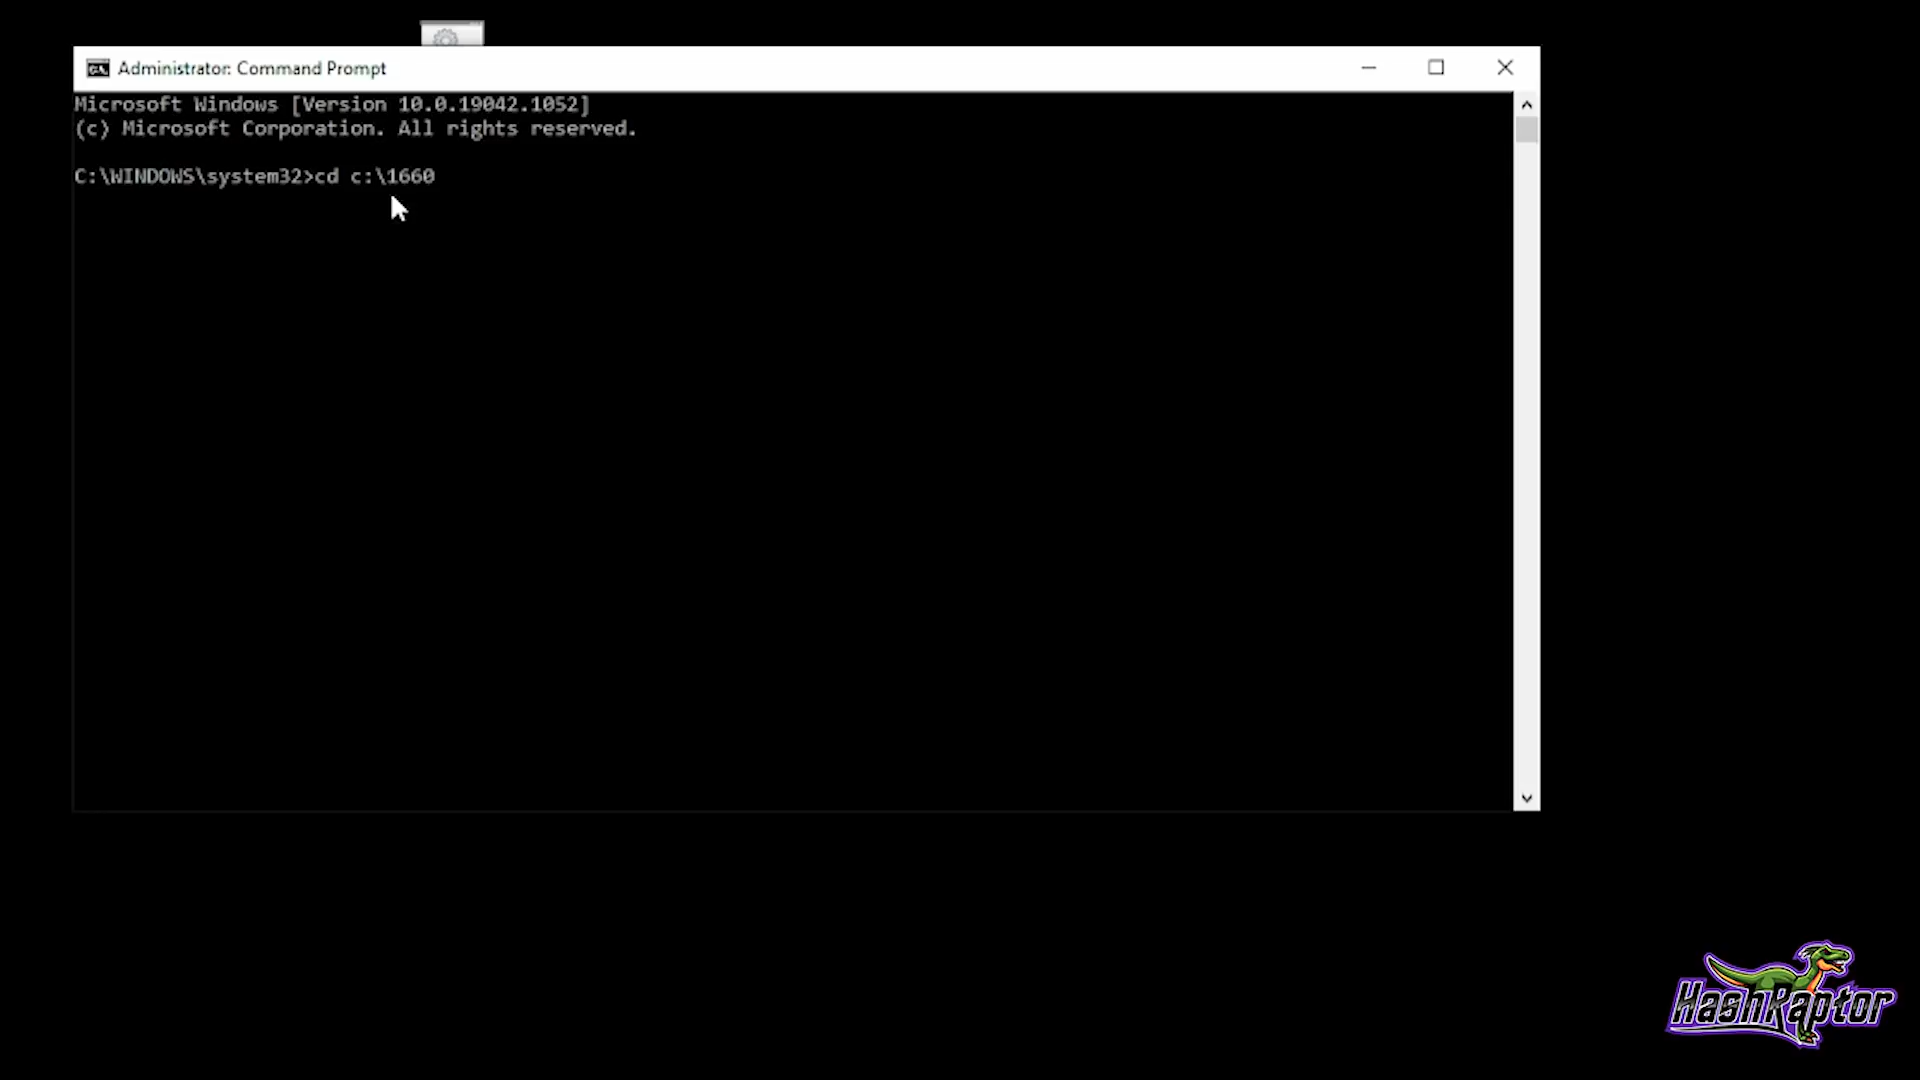 Administrator: Command Prompt
Microsoft Windows [Version 10.0.19042.1052]
(c) Microsoft Corporation. All rights reserved.
C:\WINDOWS\system32>cd c:\1660
HashRaptor